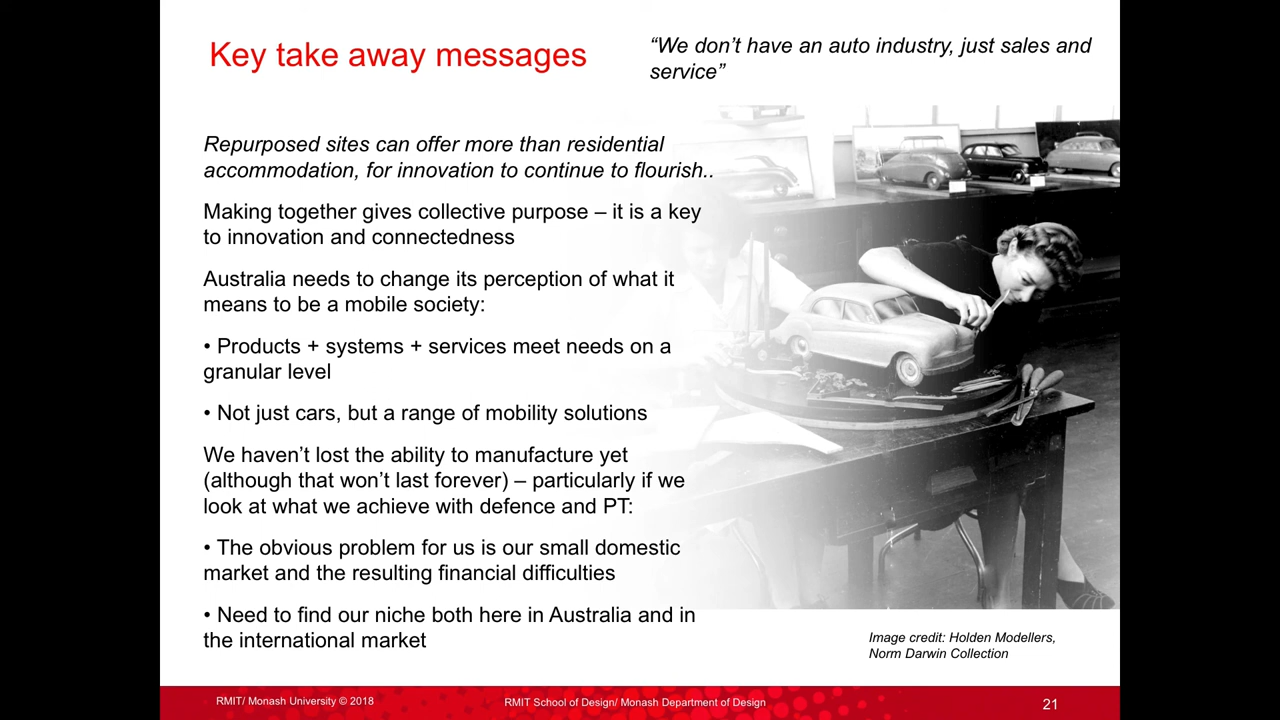 Key take away messages
“We don’t have an auto industry, just sales and
service”
Repurposed sites can offer more than residential
accommodation, for innovation to continue to flourish..
Making together gives collective purpose – it is a key
to innovation and connectedness
Australia needs to change its perception of what it
means to be a mobile society:
• Products + systems + services meet needs on a
granular level
• Not just cars, but a range of mobility solutions
We haven’t lost the ability to manufacture yet
(although that won’t last forever) – particularly if we
look at what we achieve with defence and PT:
• The obvious problem for us is our small domestic
market and the resulting financial difficulties
• Need to find our niche both here in Australia and in
the international market
Image credit: Holden Modellers,
Norm Darwin Collection
RMIT/ Monash University © 2018
RMIT School of Design/ Monash Department of Design
21